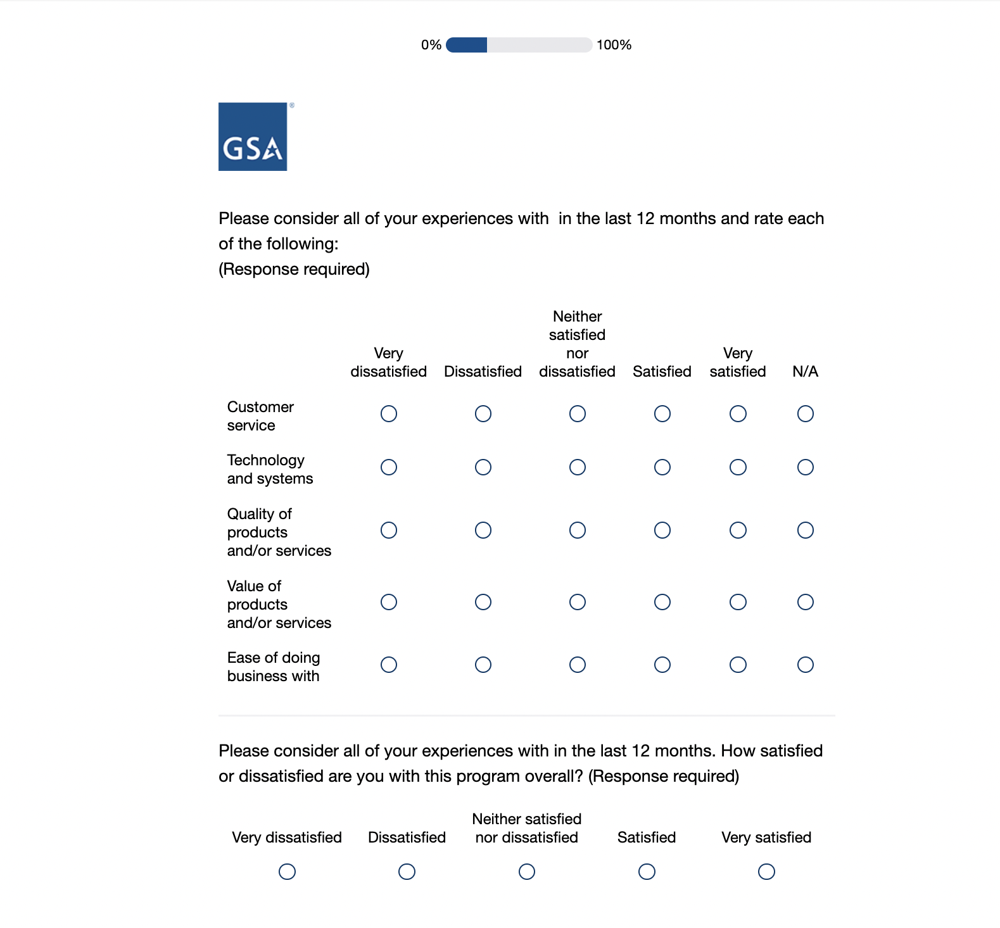 0% 100%
GSA ®
Please consider all of your experiences with  in the last 12 months and rate each
of the following:
(Response required)
Very dissatisfied
Dissatisfied
Neither satisfied nor dissatisfied
Satisfied
Very satisfied
N/A
Customer
service
Technology
and systems
Quality of
products
and/or services
Value of
products
and/or services
Ease of doing
business with
Please consider all of your experiences with in the last 12 months. How satisfied
or dissatisfied are you with this program overall? (Response required)
Very dissatisfied
Dissatisfied
Neither satisfied
nor dissatisfied
Satisfied
Very satisfied